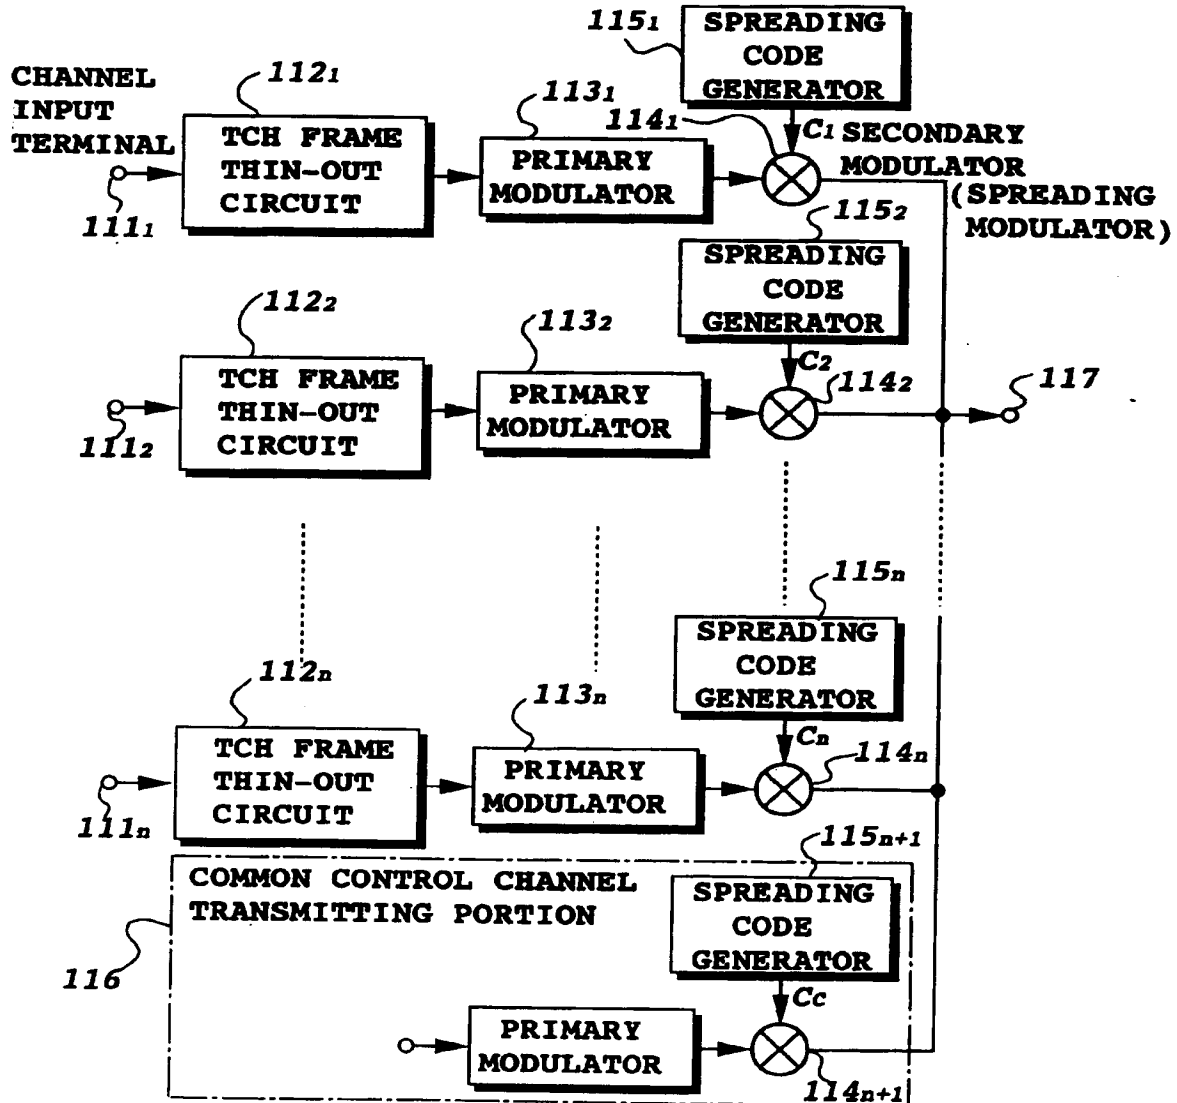 115₁
SPREADING
CODE
GENERATOR
CHANNEL
INPUT
TERMINAL
112₁
TCH FRAME
THIN-OUT
CIRCUIT
113₁
PRIMARY
MODULATOR
114₁
C₁
SECONDARY
MODULATOR
(SPREADING
MODULATOR)
111₁
115₂
SPREADING
CODE
GENERATOR
112₂
TCH FRAME
THIN-OUT
CIRCUIT
113₂
PRIMARY
MODULATOR
C₂
114₂
117
111₂
115n
SPREADING
CODE
GENERATOR
112n
TCH FRAME
THIN-OUT
CIRCUIT
113n
PRIMARY
MODULATOR
Cn
114n
111n
115n+1
COMMON CONTROL CHANNEL
TRANSMITTING PORTION
SPREADING
CODE
GENERATOR
116
Cc
PRIMARY
MODULATOR
114n+1